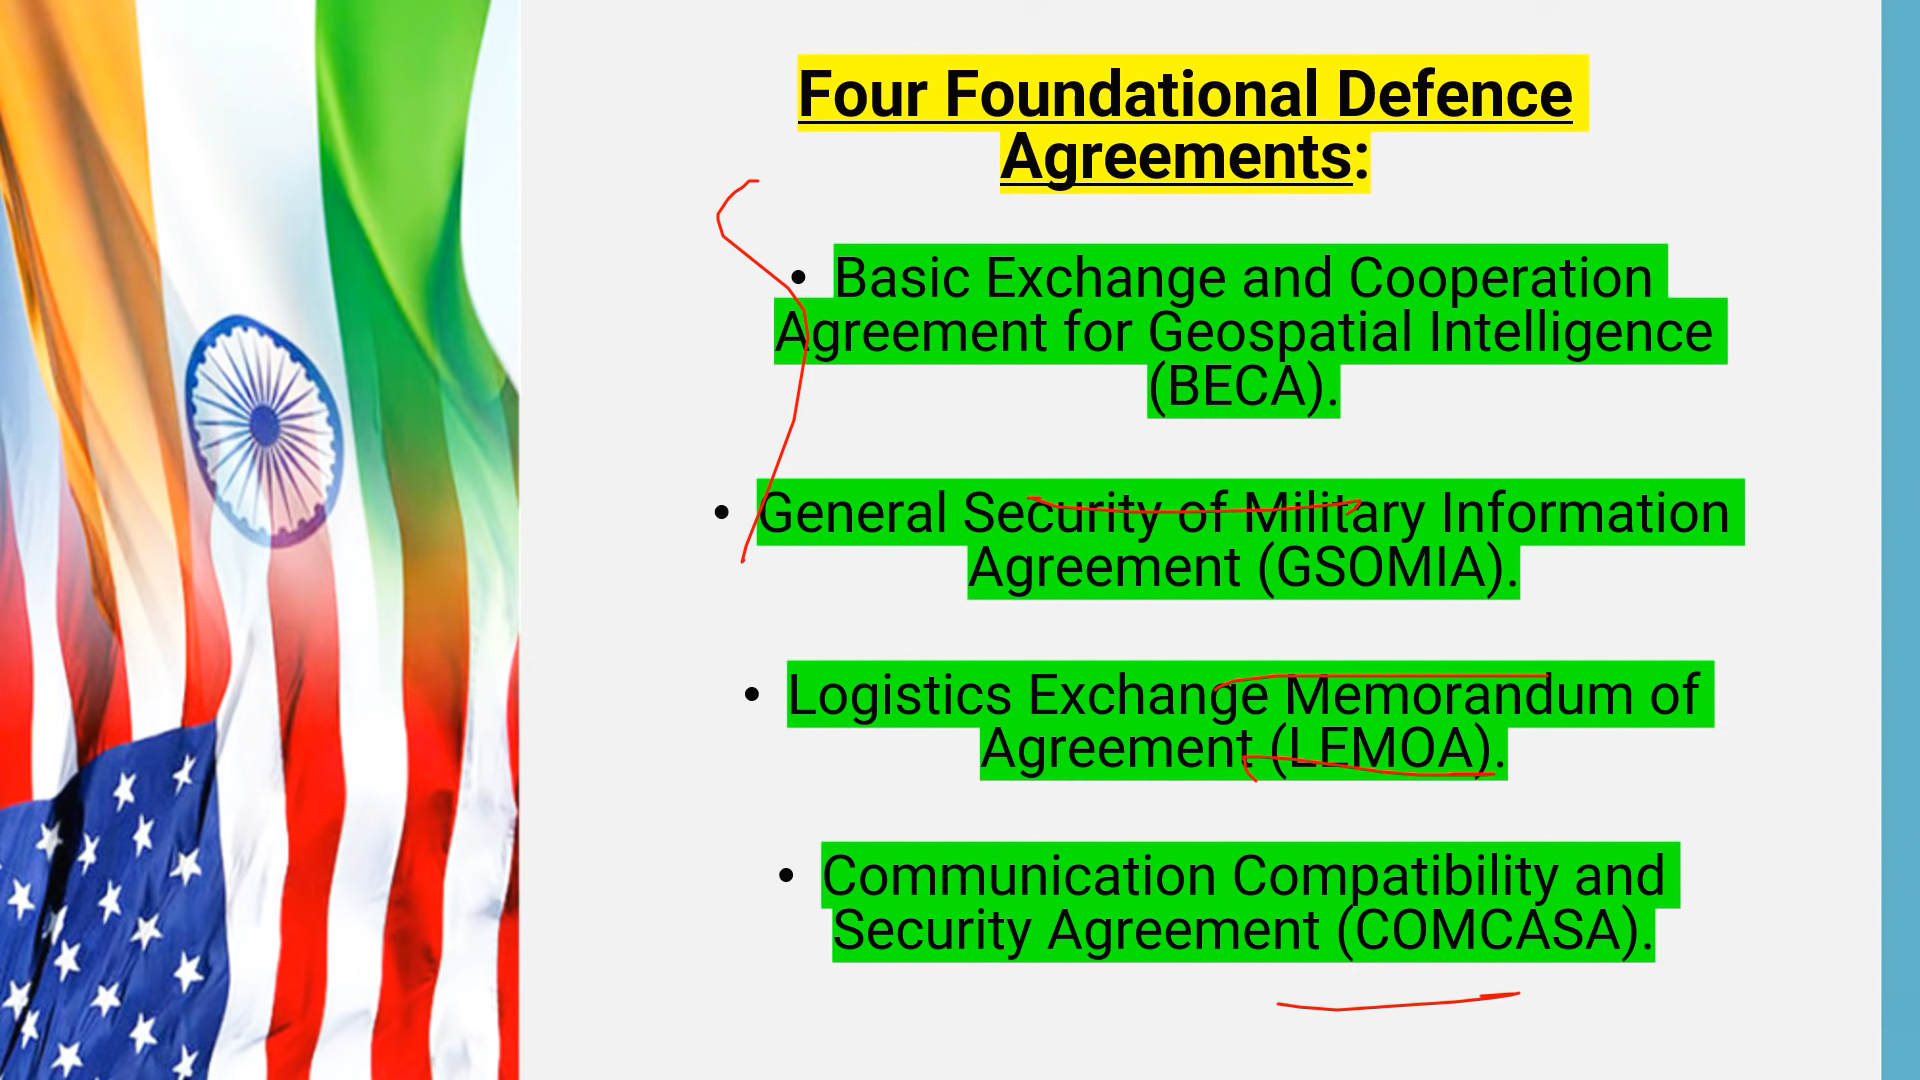 Four Foundational Defence
Agreements:
• Basic Exchange and Cooperation
Agreement for Geospatial Intelligence
(BECA).
• General Security of Military Information
Agreement (GSOMIA).
• Logistics Exchange Memorandum of
Agreement (LEMOA).
• Communication Compatibility and
Security Agreement (COMCASA).